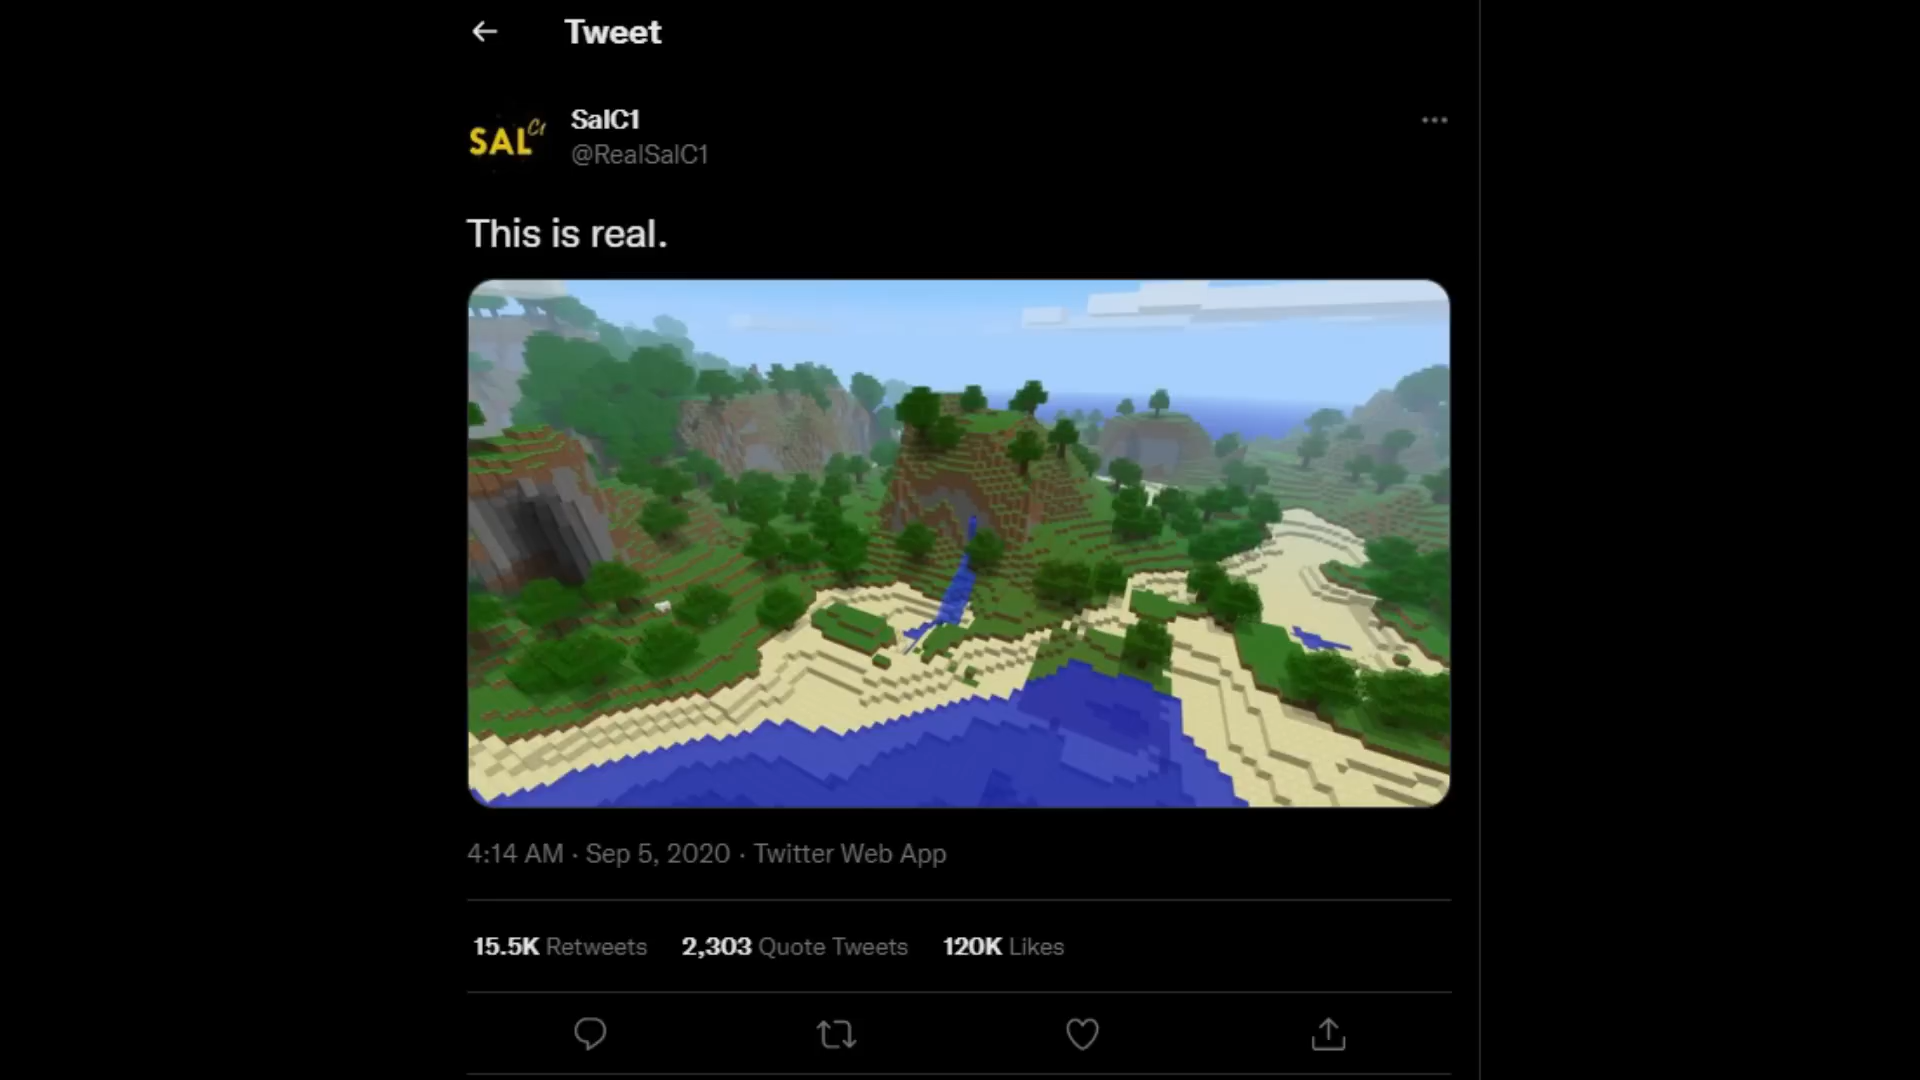 Tweet
SALC1
SalC1
@RealSalC1
This is real.
4:14 AM · Sep 5, 2020 · Twitter Web App
15.5K Retweets 2,303 Quote Tweets 120K Likes